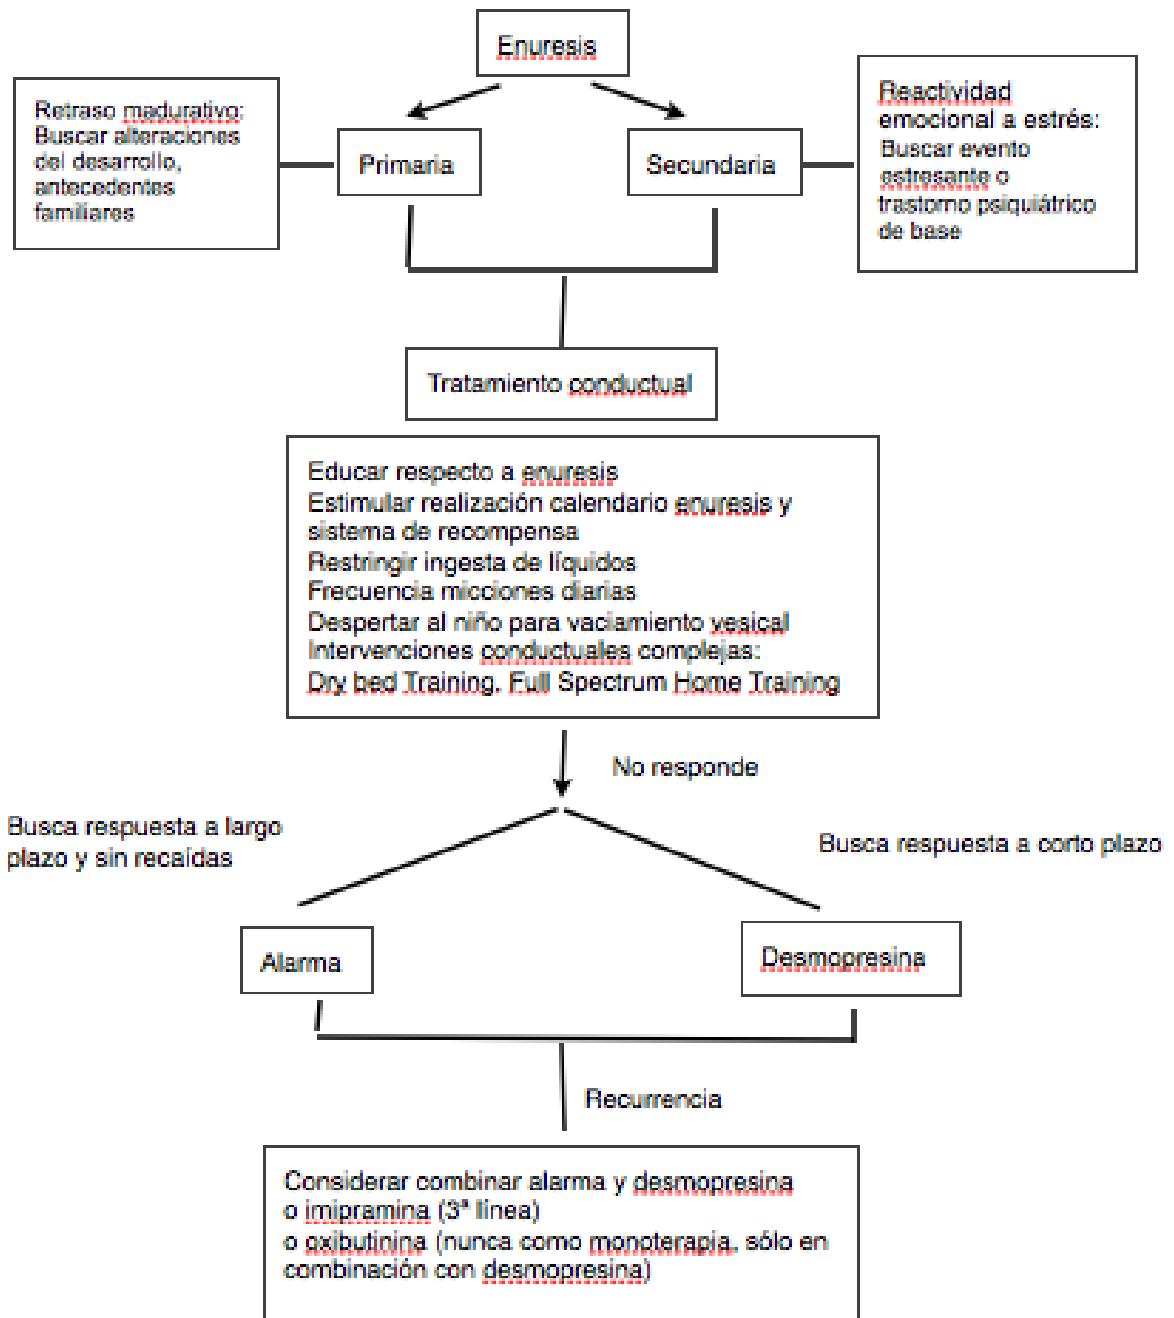 Enuresis
Retraso madurativo:
Buscar alteraciones
del desarrollo,
antecedentes
familiares
Primaria
Secundaria
Reactividad
emocional a estrés:
Buscar evento
estresante o
trastorno psiquiátrico
de base
Tratamiento conductual
Educar respecto a enuresis
Estimular realización calendario enuresis y
sistema de recompensa
Restringir ingesta de líquidos
Frecuencia micciones diarias
Despertar al niño para vaciamiento vesical
Intervenciones conductuales complejas:
Dry bed Training. Full Spectrum Home Training
No responde
Busca respuesta a largo
plazo y sin recaídas
Busca respuesta a corto plazo
Alarma
Desmopresina
Recurrencia
Considerar combinar alarma y desmopresina
o imipramina (3ª línea)
o oxibutinina (nunca como monoterapia, sólo en
combinación con desmopresina)